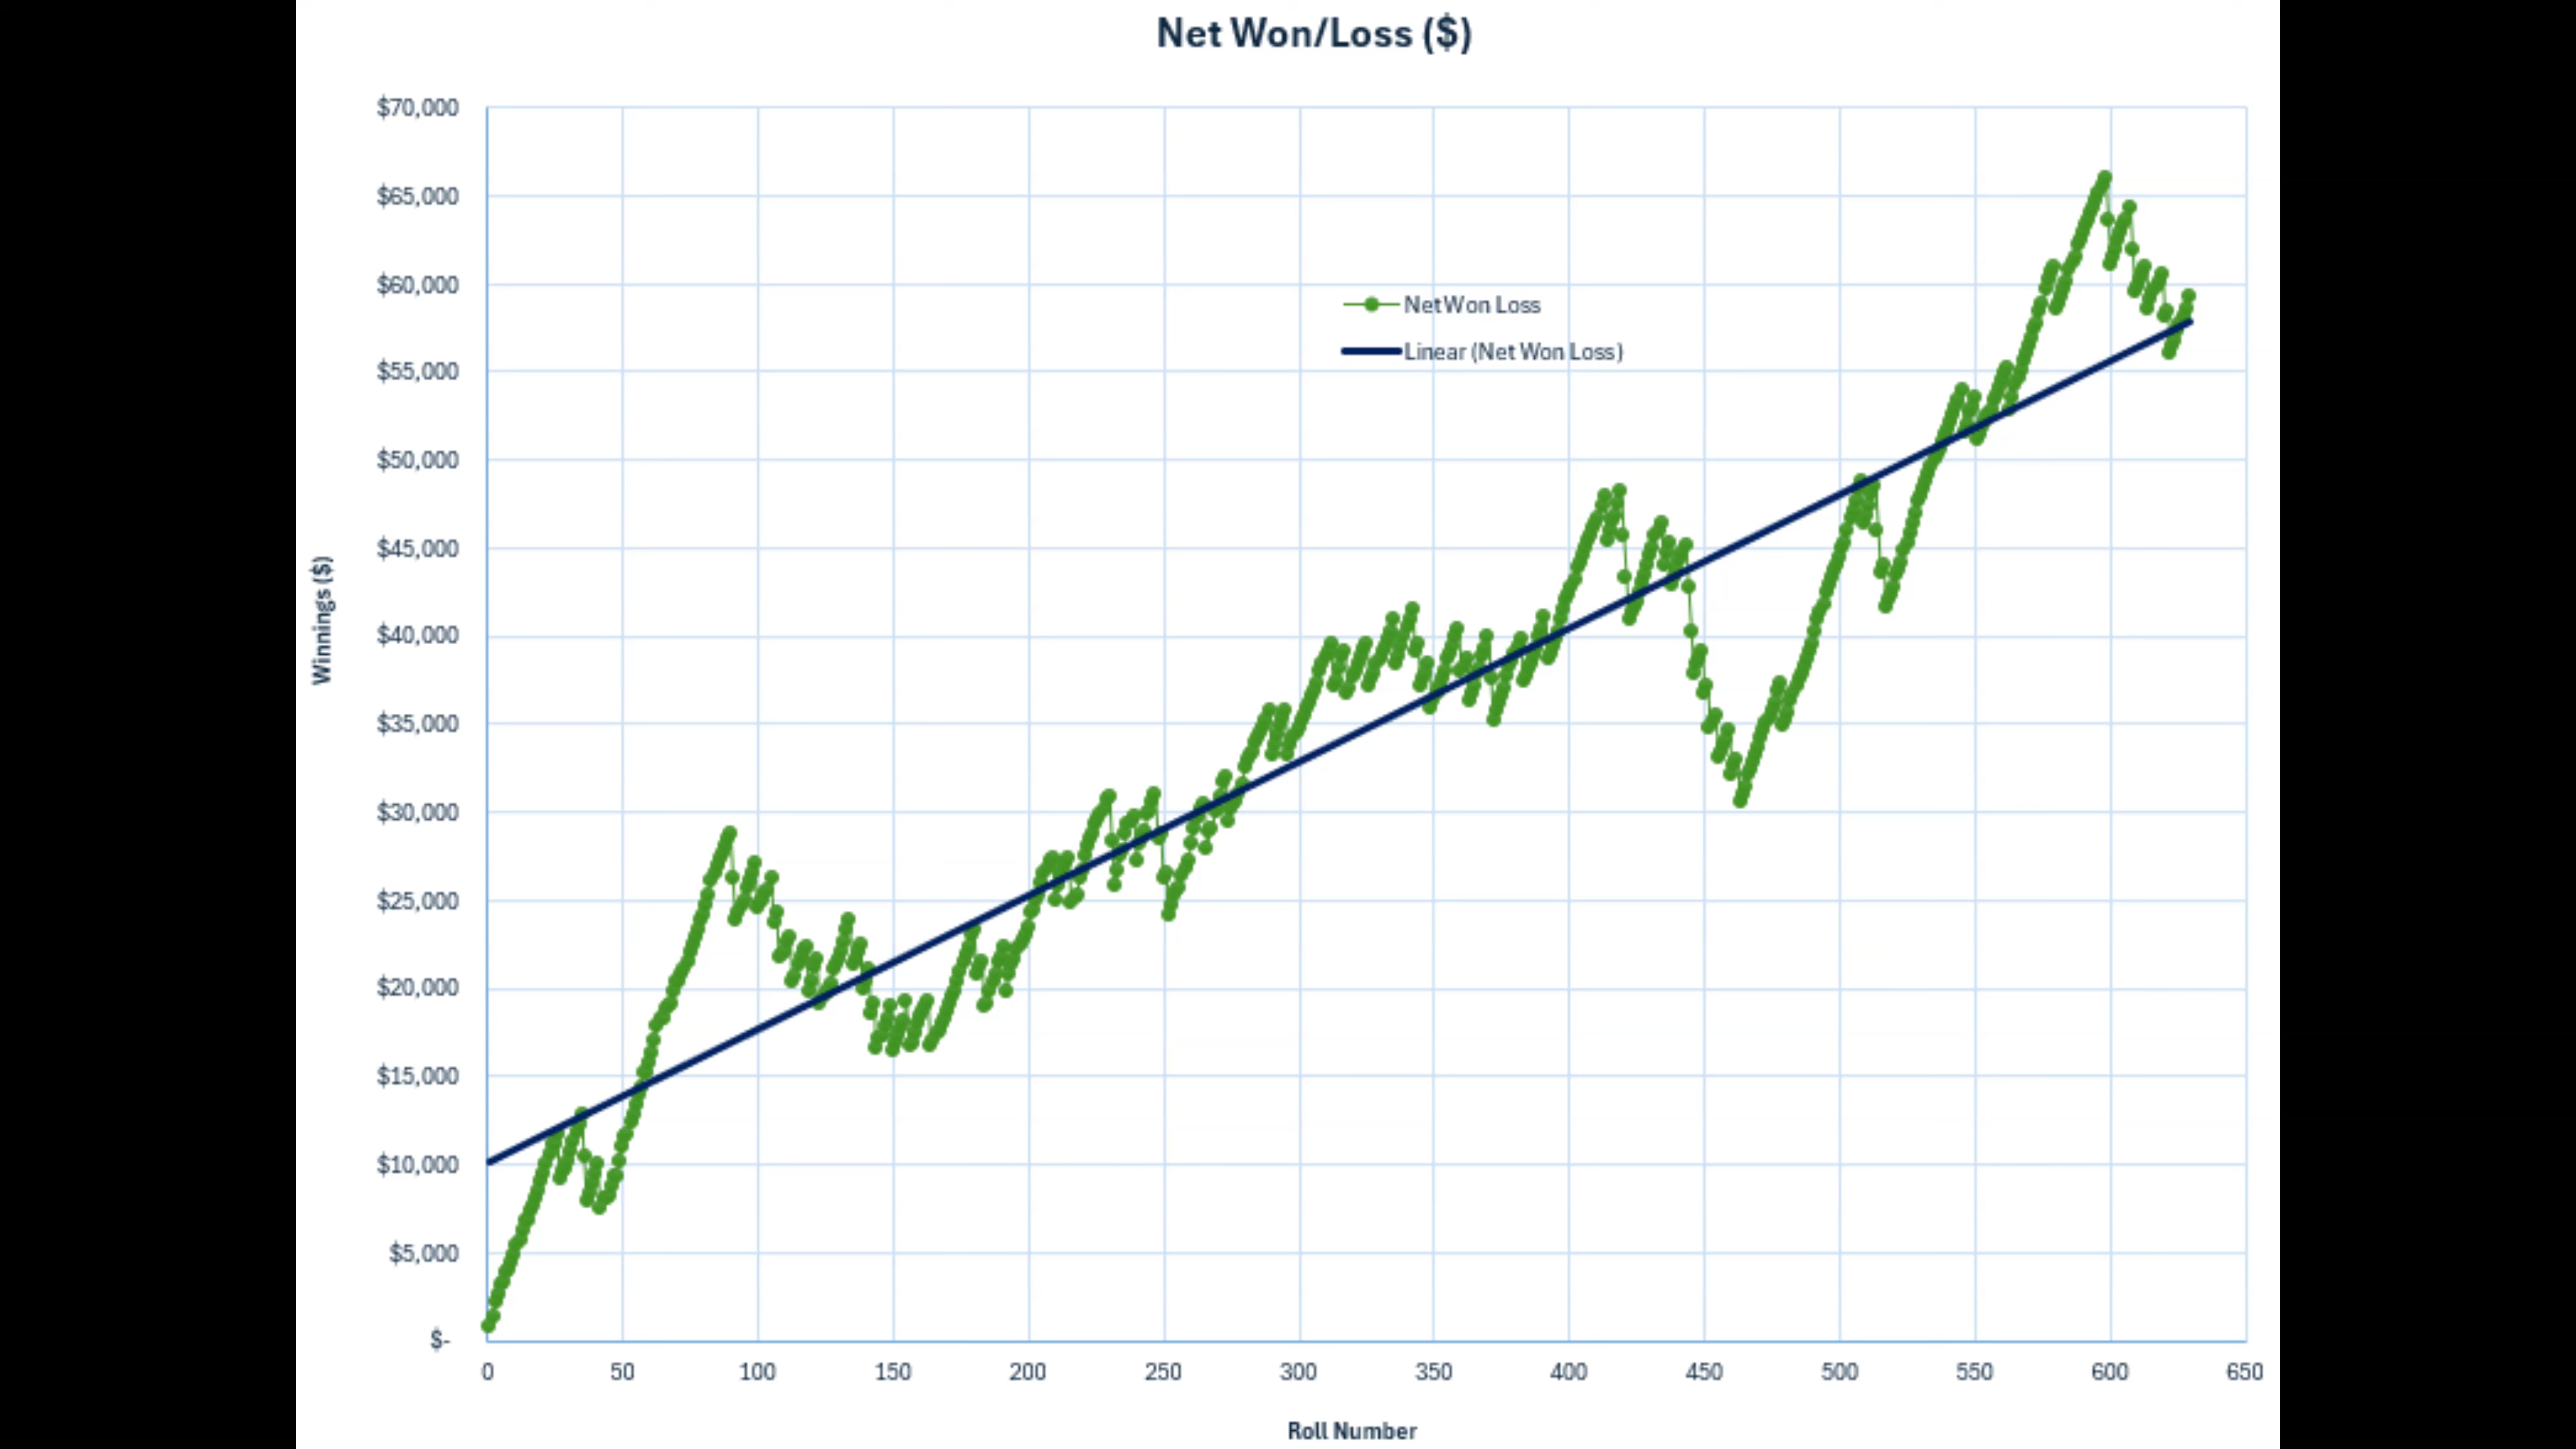 Net Won/Loss ($)
$70,000
$65,000
$60,000
$55,000
$50,000
$45,000
$40,000
$35,000
$30,000
$25,000
$20,000
$15,000
$10,000
$5,000
$-
Winnings ($)
Net Won Loss
Linear (Net Won Loss)
0 50 100 150 200 250 300 350 400 450 500 550 600 650
Roll Number